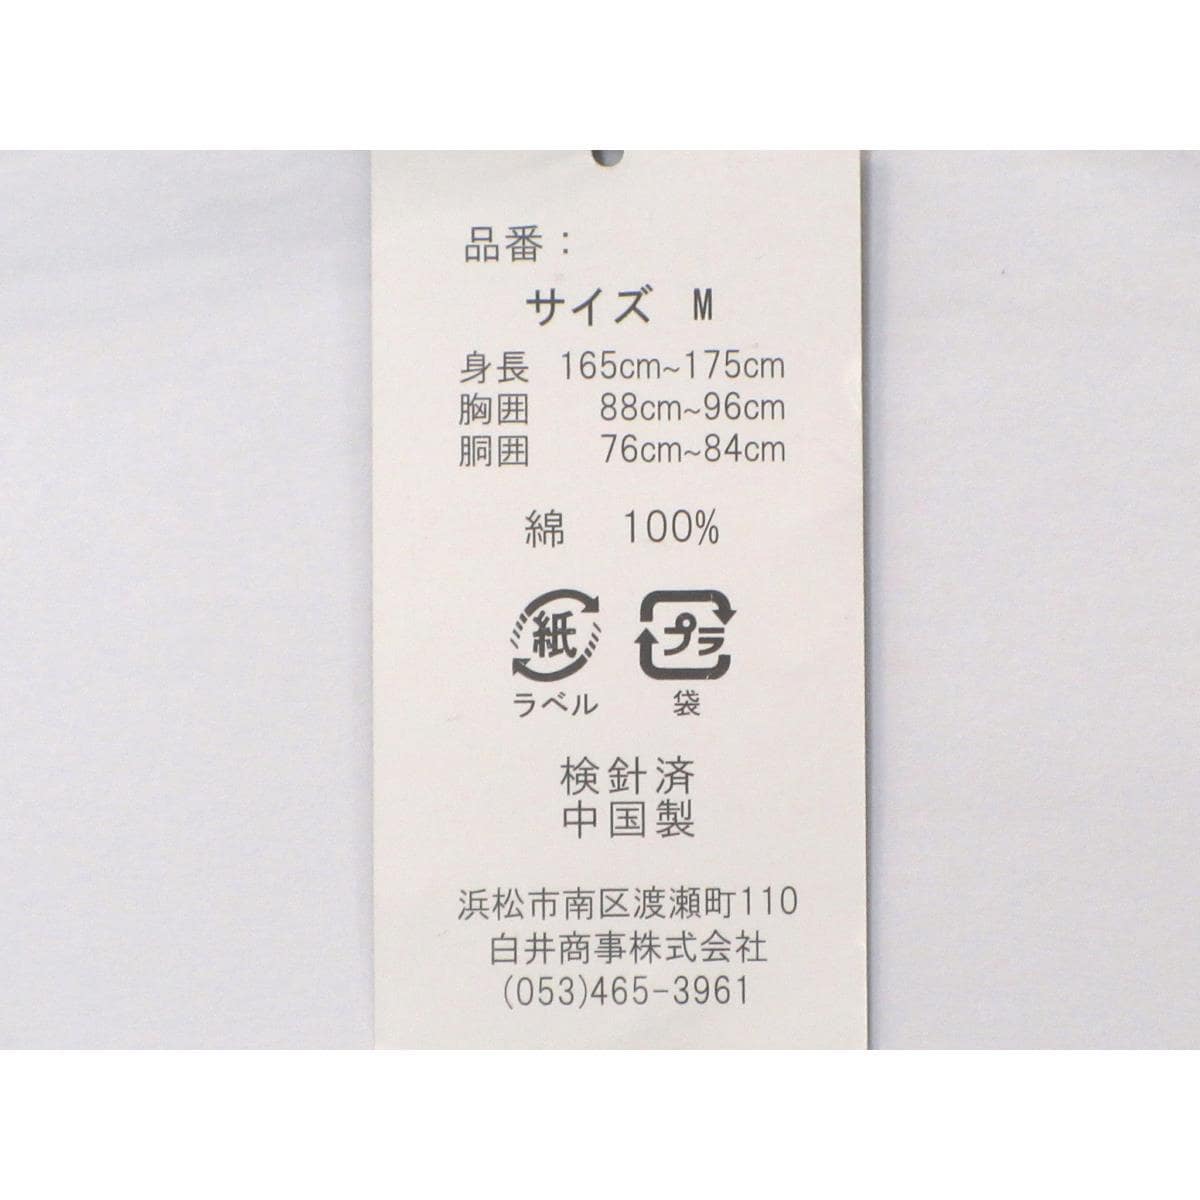 品番：
サイズ M
身長 165cm~175cm
胸囲 88cm~96cm
胴囲 76cm~84cm
綿 100%
紙 プラ
ラベル 袋
検針済
中国製
浜松市南区渡瀬町110
白井商事株式会社
(053)465-3961